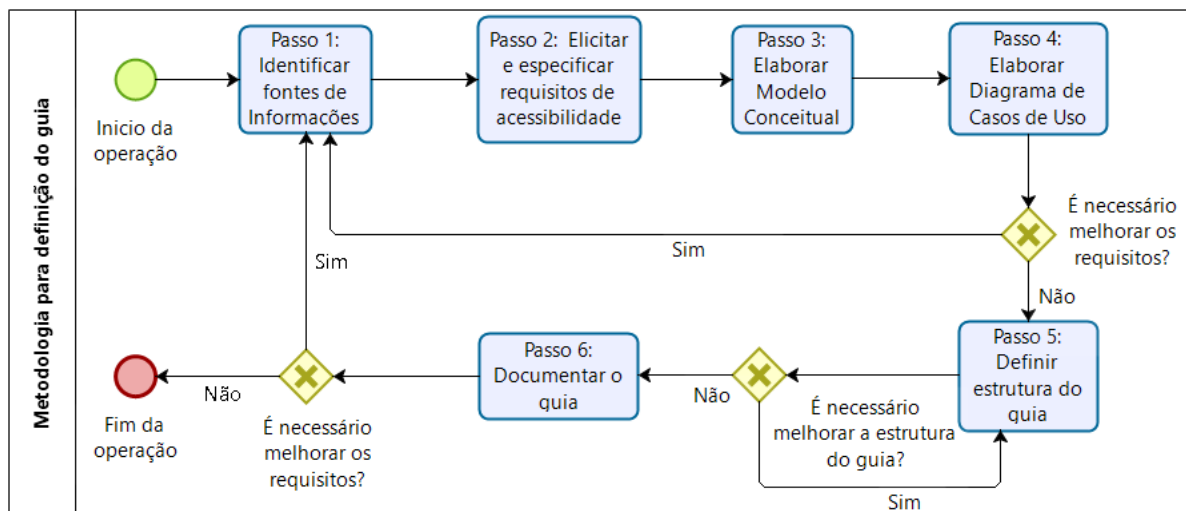 Metodologia para definição do guia
Inicio da
operação
Passo 1:
Identificar
fontes de
Informações
Passo 2:  Elicitar
e especificar
requisitos de
acessibilidade
Passo 3:
Elaborar
Modelo
Conceitual
Passo 4:
Elaborar
Diagrama de
Casos de Uso
É necessário
melhorar os
requisitos?
Sim
Não
Passo 5:
Definir
estrutura do
guia
É necessário
melhorar a estrutura
do guia?
Sim
Não
Passo 6:
Documentar o
guia
É necessário
melhorar os
requisitos?
Sim
Não
Fim da
operação